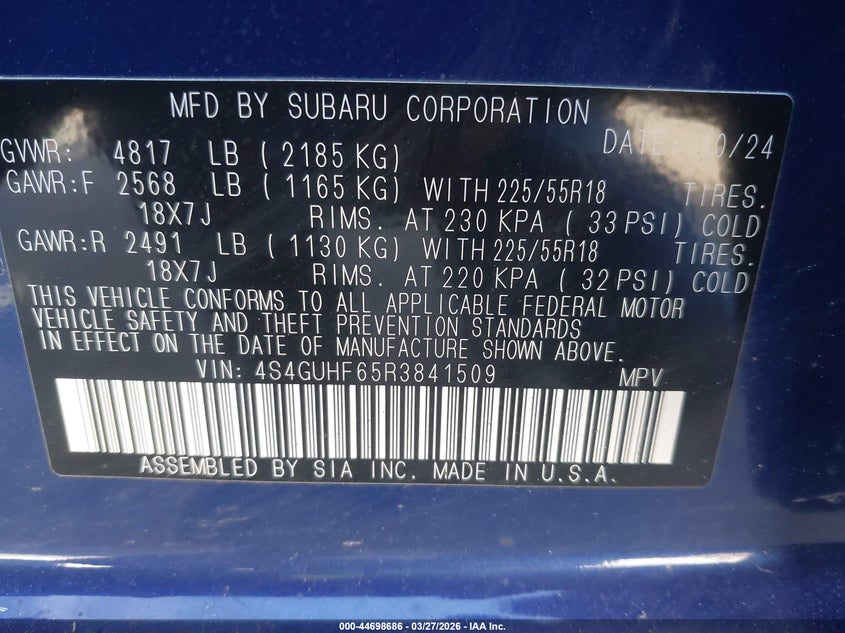 MFD BY SUBARU CORPORATION
GVWR: 4817 LB ( 2185 KG) DATE: 10/24
GAWR:F 2568 LB ( 1165 KG) WITH 225/55R18 TIRES.
18X7J RIMS. AT 230 KPA ( 33 PSI) COLD
GAWR:R 2491 LB ( 1130 KG) WITH 225/55R18 TIRES.
18X7J RIMS. AT 220 KPA ( 32 PSI) COLD
THIS VEHICLE CONFORMS TO ALL APPLICABLE FEDERAL MOTOR
VEHICLE SAFETY AND THEFT PREVENTION STANDARDS
IN EFFECT ON THE DATE OF MANUFACTURE SHOWN ABOVE.
VIN: 4S4GUHF65R3841509 MPV
ASSEMBLED BY SIA INC. MADE IN U.S.A.
000-44698686 - 03/27/2026 - IAA Inc.